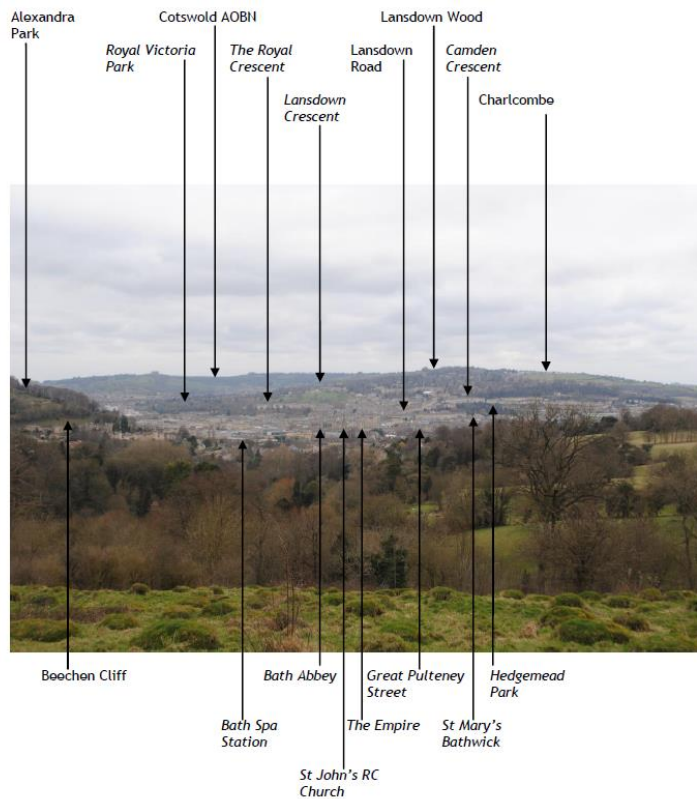 Alexandra
Park
Cotswold AOBN
Lansdown Wood
Royal Victoria
Park
The Royal
Crescent
Lansdown
Road
Camden
Crescent
Lansdown
Crescent
Charlcombe
Beechen Cliff
Bath Abbey
Great Pulteney
Street
Hedgemead
Park
Bath Spa
Station
The Empire
St Mary's
Bathwick
St John's RC
Church